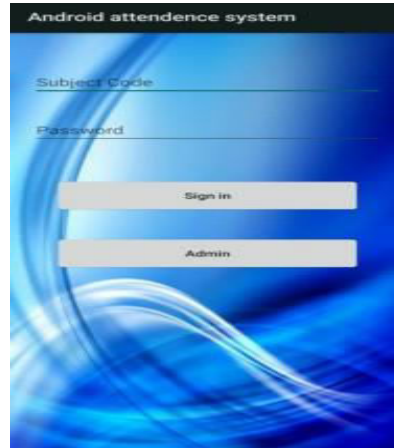 Android attendence system
Subject Code
Password
Sign in
Admin